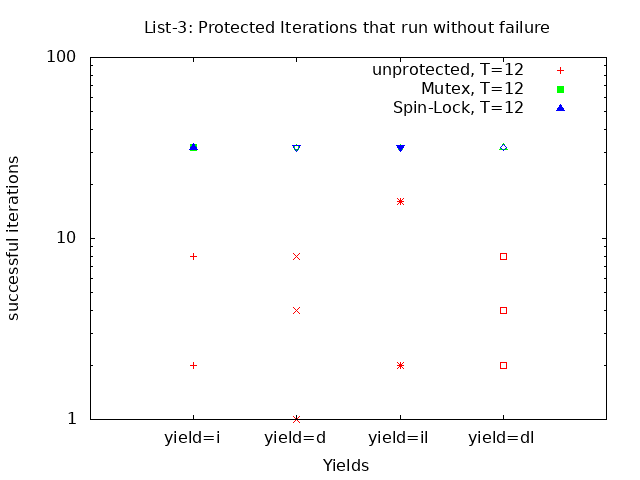 List-3: Protected Iterations that run without failure
100
unprotected, T=12
Mutex, T=12
Spin-Lock, T=12
successful iterations
10
1
yield=i
yield=d
yield=il
yield=dl
Yields